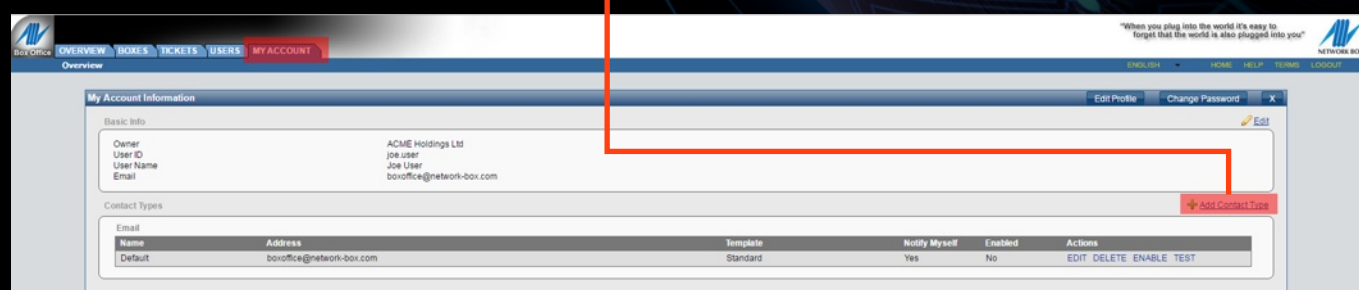 "When you plug into the world it's easy to
forget that the world is also plugged into you"
Box Office OVERVIEW BOXES TICKETS USERS MY ACCOUNT
NETWORK BO
Overview ENGLISH HOME HELP TERMS LOGOUT
My Account Information Edit Profile Change Password X
Basic Info Edit
Owner ACME Holdings Ltd
User ID joe.user
User Name Joe User
Email boxoffice@network-box.com
Contact Types Add Contact Type
Email
Name Address Template Notify Myself Enabled Actions
Default boxoffice@network-box.com Standard Yes No EDIT DELETE ENABLE TEST